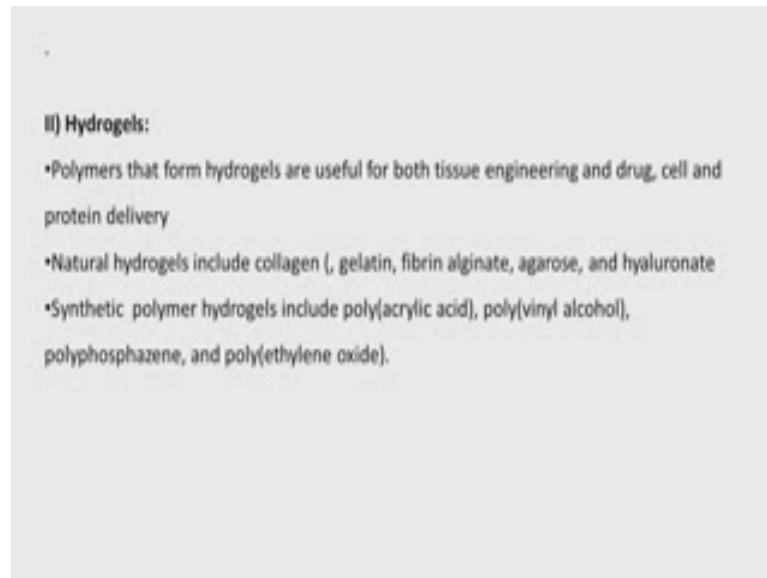 II) Hydrogels:
•Polymers that form hydrogels are useful for both tissue engineering and drug, cell and
protein delivery
•Natural hydrogels include collagen (, gelatin, fibrin alginate, agarose, and hyaluronate
•Synthetic polymer hydrogels include poly(acrylic acid), poly(vinyl alcohol),
polyphosphazene, and poly(ethylene oxide).